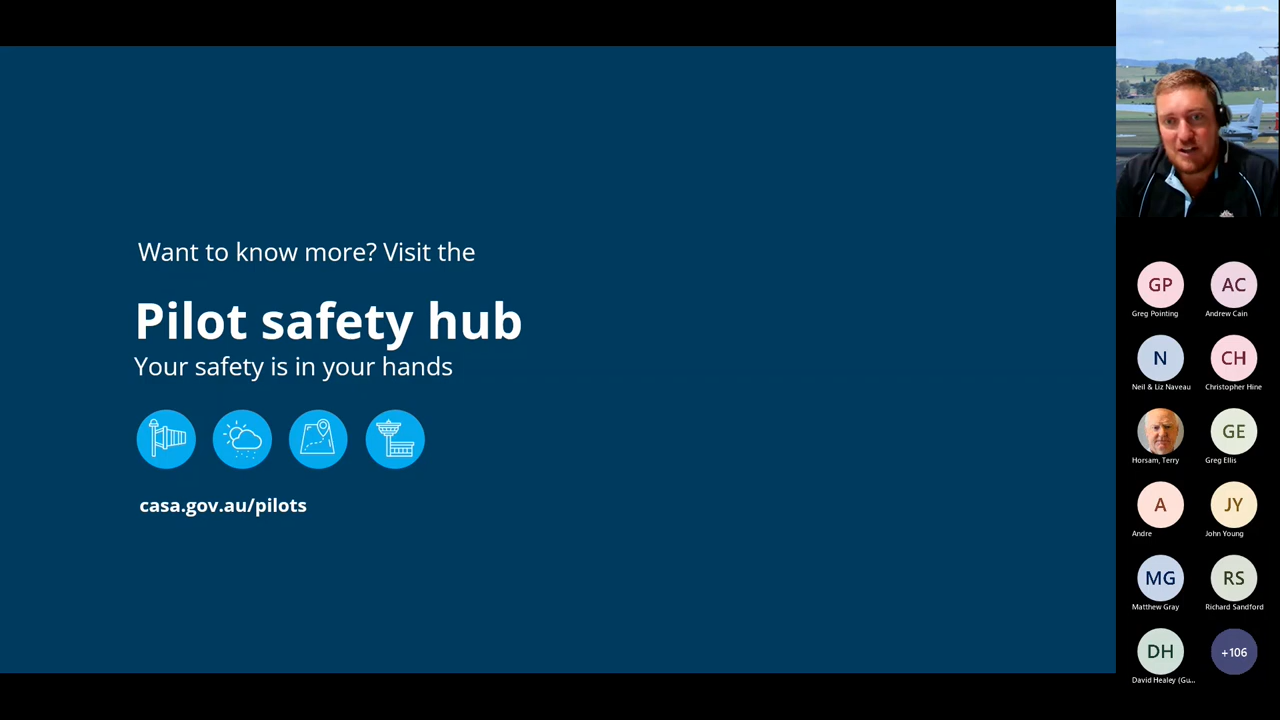 Want to know more? Visit the
Pilot safety hub
Your safety is in your hands
casa.gov.au/pilots
GP
Greg Pointing
AC
Andrew Cain
N
Neil & Liz Naveau
CH
Christopher Hine
Horsam, Terry
GE
Greg Ellis
A
Andre
JY
John Young
MG
Matthew Gray
RS
Richard Sandford
DH
David Healey (Gu...
+106